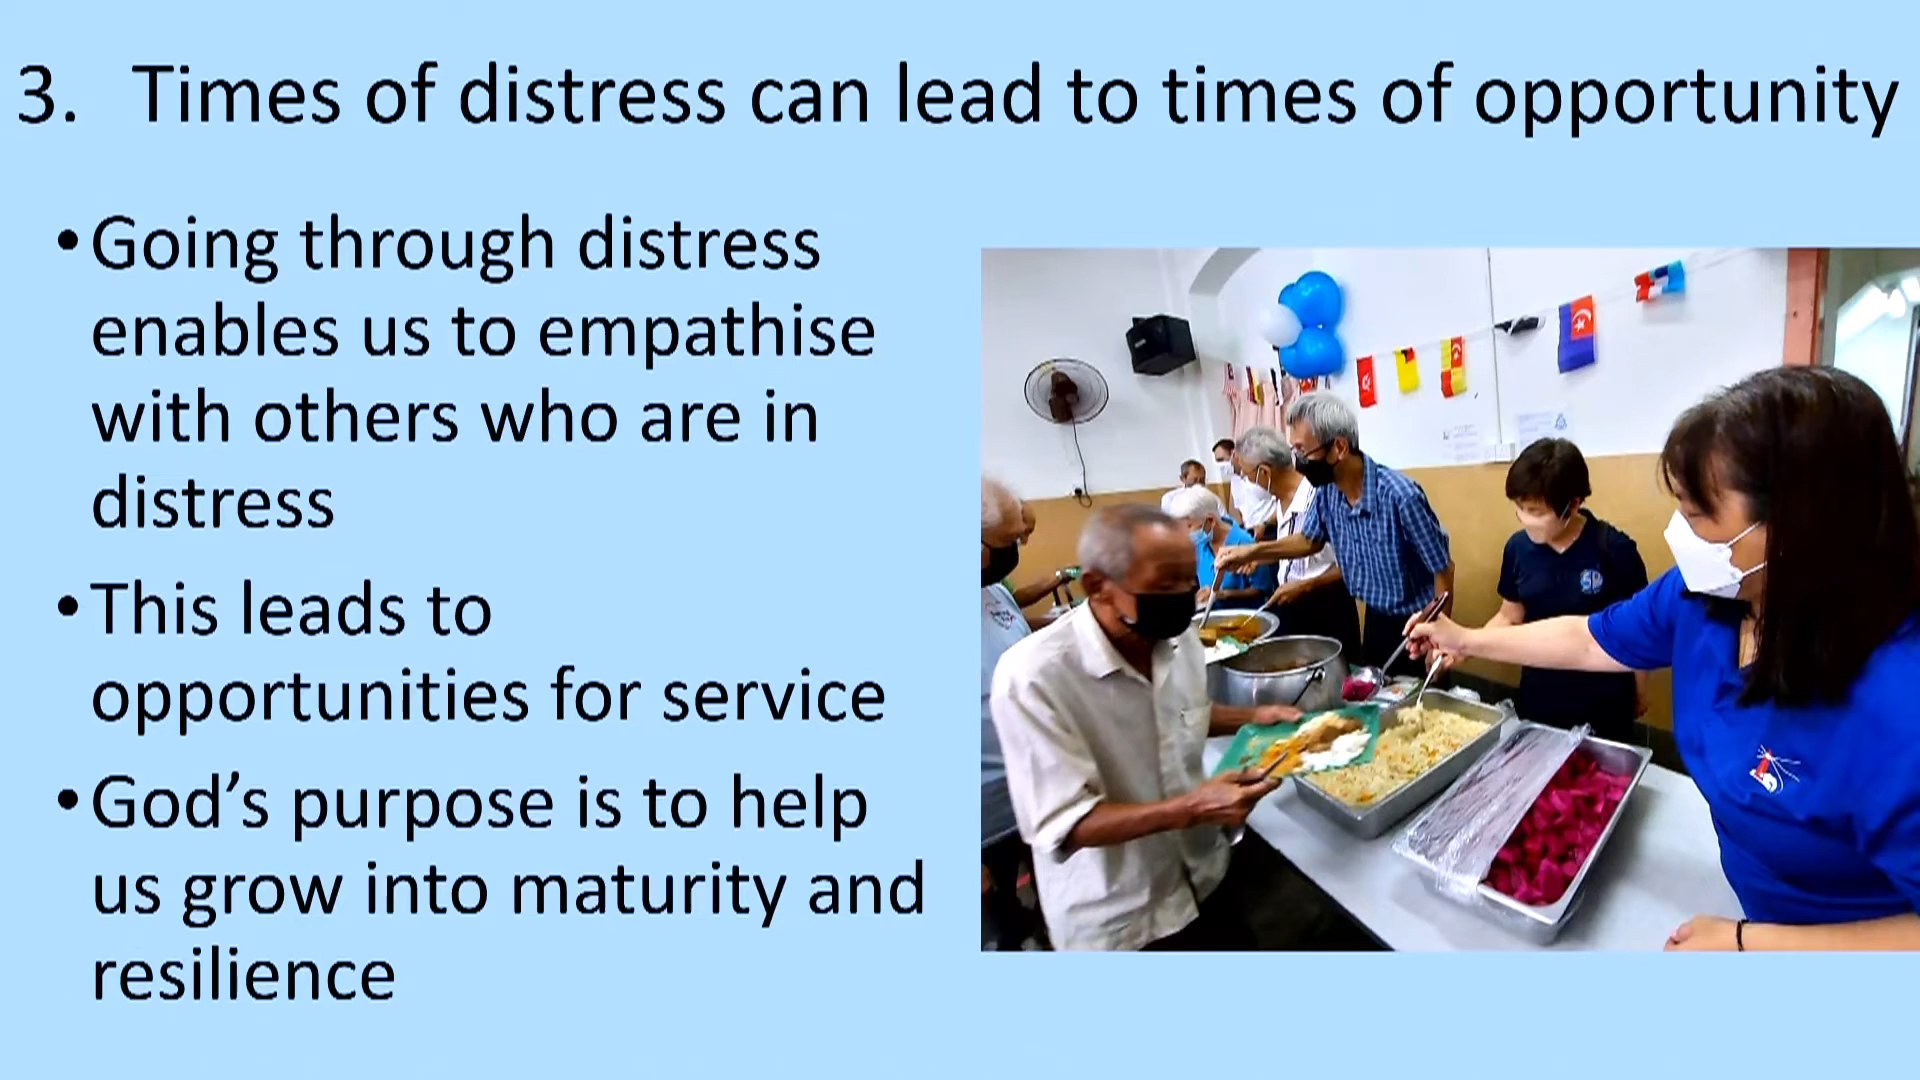 3. Times of distress can lead to times of opportunity
• Going through distress
enables us to empathise
with others who are in
distress
• This leads to
opportunities for service
• God’s purpose is to help
us grow into maturity and
resilience